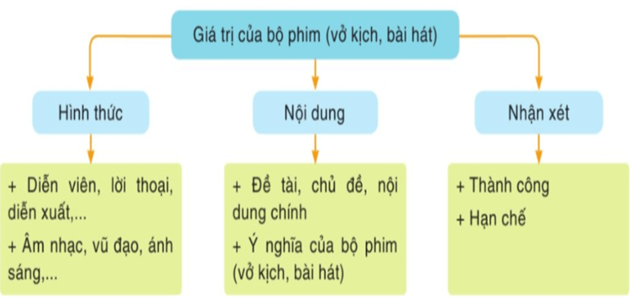 Giá trị của bộ phim (vở kịch, bài hát)
Hình thức
Nội dung
Nhận xét
+ Diễn viên, lời thoại,
diễn xuất,...
+ Âm nhạc, vũ đạo, ánh
sáng,...
+ Đề tài, chủ đề, nội
dung chính
+ Ý nghĩa của bộ phim
(vở kịch, bài hát)
+ Thành công
+ Hạn chế